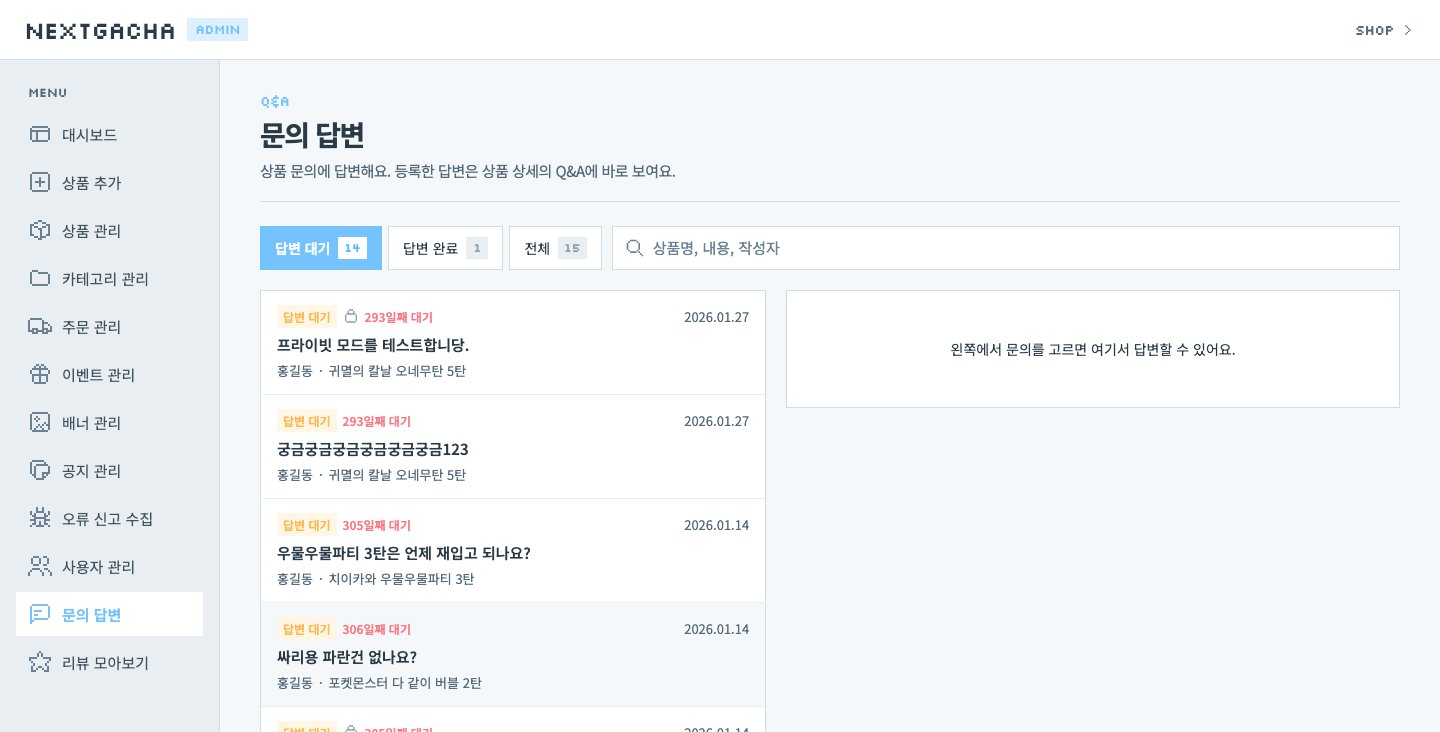 NEXTGACHA ADMIN
SHOP
MENU
대시보드
상품 추가
상품 관리
카테고리 관리
주문 관리
이벤트 관리
배너 관리
공지 관리
오류 신고 수집
사용자 관리
문의 답변
리뷰 모아보기
Q&A
문의 답변
상품 문의에 답변해요. 등록한 답변은 상품 상세의 Q&A에 바로 보여요.
답변 대기 14 답변 완료 1 전체 15 상품명, 내용, 작성자
답변 대기 293일째 대기 2026.01.27
프라이빗 모드를 테스트합니당.
홍길동 · 귀멸의 칼날 오네무탄 5탄
답변 대기 293일째 대기 2026.01.27
궁금궁금궁금궁금궁금궁금123
홍길동 · 귀멸의 칼날 오네무탄 5탄
답변 대기 305일째 대기 2026.01.14
우물우물파티 3탄은 언제 재입고 되나요?
홍길동 · 치이카와 우물우물파티 3탄
답변 대기 306일째 대기 2026.01.14
싸리용 파란건 없나요?
홍길동 · 포켓몬스터 다 같이 버블 2탄
답변 대기 305일째 대기 2026.01.14
왼쪽에서 문의를 고르면 여기서 답변할 수 있어요.